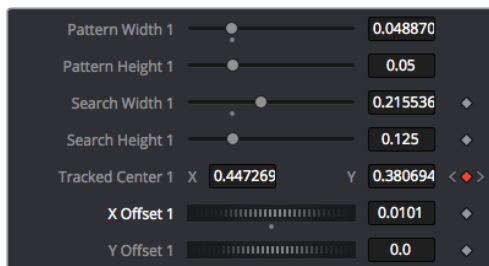 Pattern Width 1 0.048870
Pattern Height 1 0.05
Search Width 1 0.215536
Search Height 1 0.125
Tracked Center 1 X 0.447269 Y 0.380694
X Offset 1 0.0101
Y Offset 1 0.0